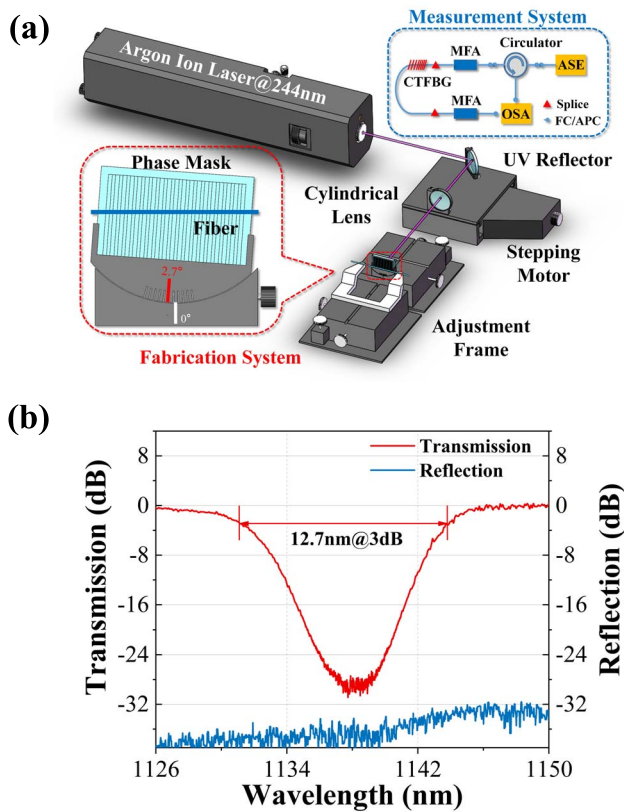 (a)
Measurement System
Argon Ion Laser@244nm
MFA
Circulator
CTFBG
ASE
MFA
OSA
Splice
FC/APC
UV Reflector
Phase Mask
Fiber
Cylindrical
Lens
Stepping
Motor
2.7°
0°
Adjustment
Frame
Fabrication System
(b)
Transmission
Reflection
12.7nm@3dB
Transmission (dB)
8
0
-8
-16
-24
-32
Reflection (dB)
8
0
-8
-16
-24
-32
1126
1134
1142
1150
Wavelength (nm)